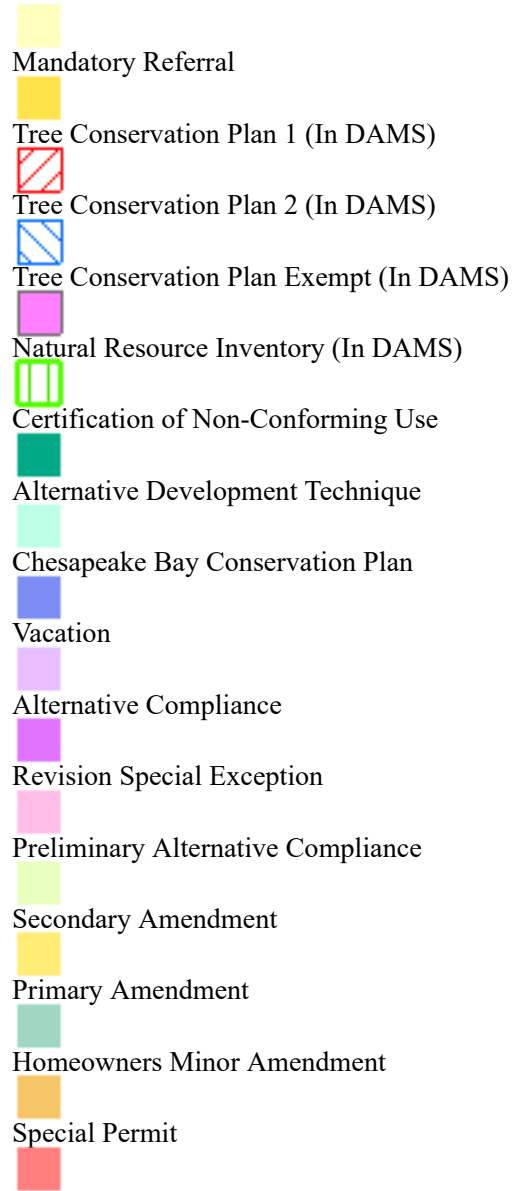 Mandatory Referral
Tree Conservation Plan 1 (In DAMS)
Tree Conservation Plan 2 (In DAMS)
Tree Conservation Plan Exempt (In DAMS)
Natural Resource Inventory (In DAMS)
Certification of Non-Conforming Use
Alternative Development Technique
Chesapeake Bay Conservation Plan
Vacation
Alternative Compliance
Revision Special Exception
Preliminary Alternative Compliance
Secondary Amendment
Primary Amendment
Homeowners Minor Amendment
Special Permit